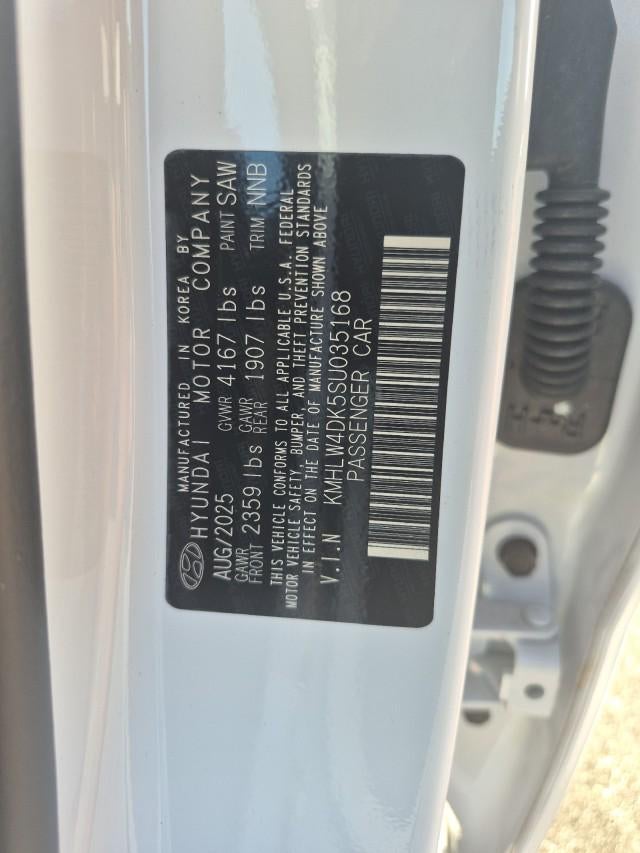 MANUFACTURED IN KOREA BY
HYUNDAI MOTOR COMPANY
AUG/2025 GVWR 4167 lbs PAINT SAW
GAWR FRONT 2359 lbs GAWR REAR 1907 lbs TRIM NNB
THIS VEHICLE CONFORMS TO ALL APPLICABLE U.S.A. FEDERAL
MOTOR VEHICLE SAFETY, BUMPER, AND THEFT PREVENTION STANDARDS
IN EFFECT ON THE DATE OF MANUFACTURE SHOWN ABOVE
V.I.N KMHLW4DK5SU035168
PASSENGER CAR